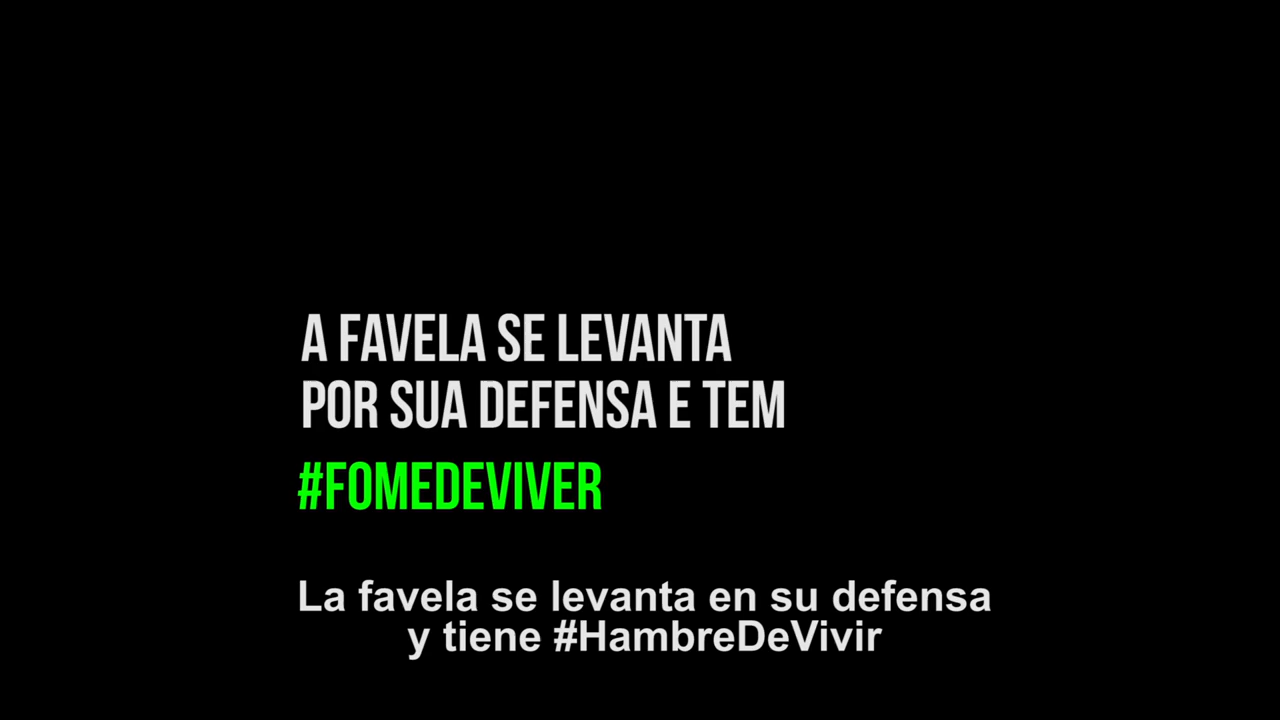 A FAVELA SE LEVANTA
POR SUA DEFENSA E TEM
#FOMEDEVIVER
La favela se levanta en su defensa
y tiene #HambreDeVivir